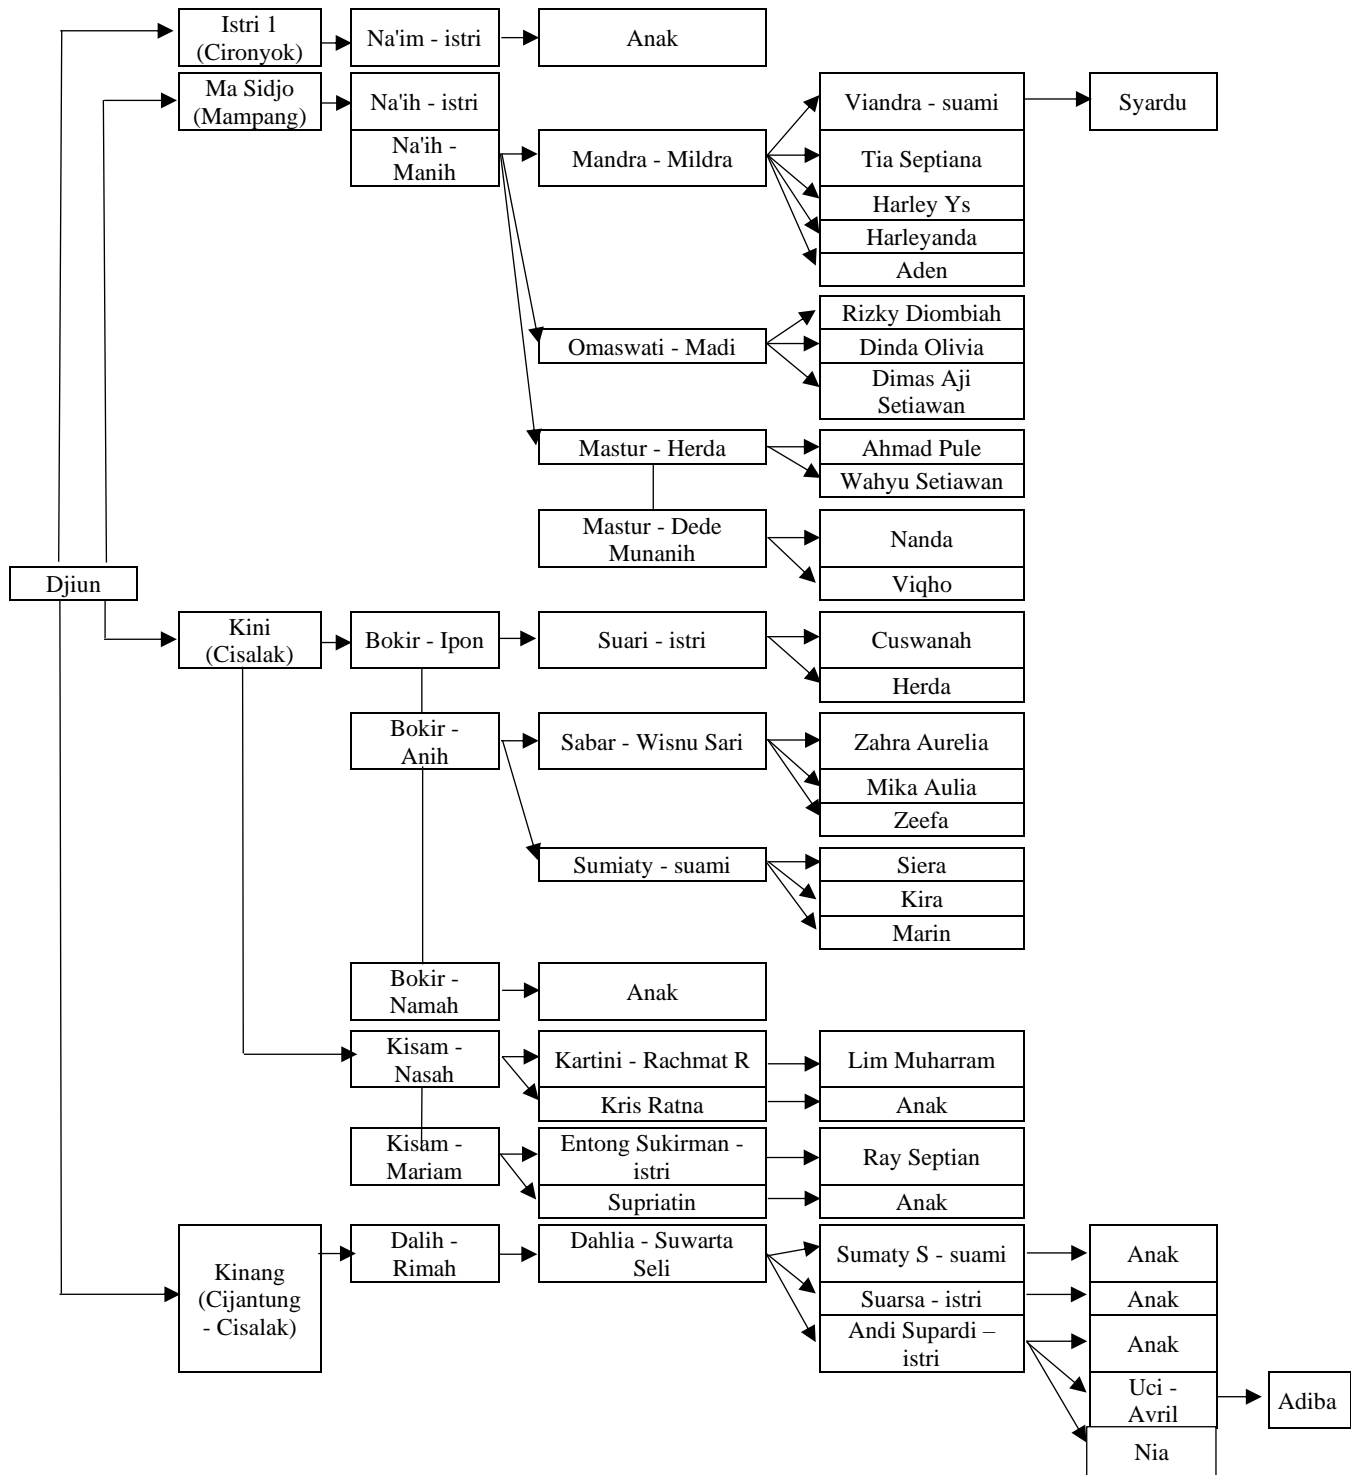 Istri 1
(Cironyok)
Na'im - istri
Anak
Ma Sidjo
(Mampang)
Na'ih - istri
Viandra - suami
Syardu
Na'ih -
Manih
Mandra - Mildra
Tia Septiana
Harley Ys
Harleyanda
Aden
Rizky Diombiah
Omaswati - Madi
Dinda Olivia
Dimas Aji
Setiawan
Mastur - Herda
Ahmad Pule
Wahyu Setiawan
Mastur - Dede
Munanih
Nanda
Viqho
Djiun
Kini
(Cisalak)
Bokir - Ipon
Suari - istri
Cuswanah
Herda
Bokir -
Anih
Sabar - Wisnu Sari
Zahra Aurelia
Mika Aulia
Zeefa
Sumiaty - suami
Siera
Kira
Marin
Bokir -
Namah
Anak
Kisam -
Nasah
Kartini - Rachmat R
Lim Muharram
Kris Ratna
Anak
Kisam -
Mariam
Entong Sukirman -
istri
Ray Septian
Supriatin
Anak
Kinang
(Cijantung
- Cisalak)
Dalih -
Rimah
Dahlia - Suwarta
Seli
Sumaty S - suami
Anak
Suarsa - istri
Anak
Andi Supardi –
istri
Anak
Uci -
Avril
Adiba
Nia